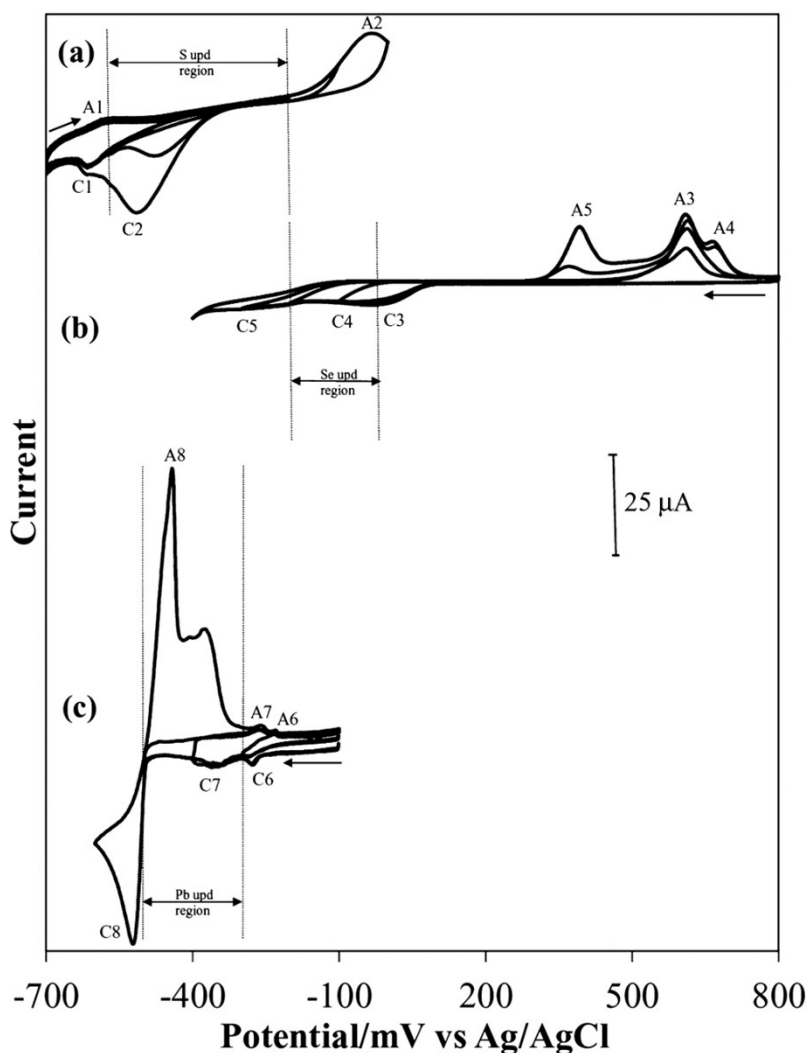 (a)
S upd
region
A2
A1
C1
C2
A5
A3
A4
C5
C4
C3
(b)
Se upd
region
Current
A8
25 μA
(c)
A7
A6
C7
C6
Pb upd
region
C8
-700 -400 -100 200 500 800
Potential/mV vs Ag/AgCl